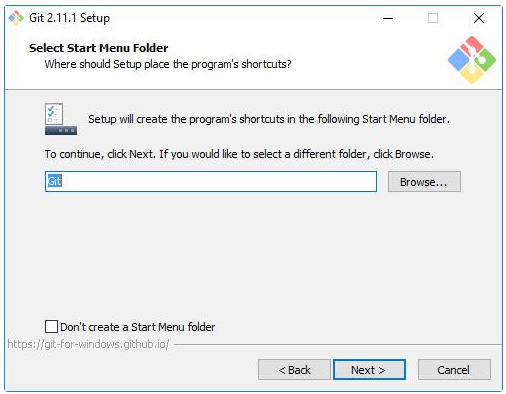 Git 2.11.1 Setup
Select Start Menu Folder
Where should Setup place the program's shortcuts?
Setup will create the program's shortcuts in the following Start Menu folder.
To continue, click Next. If you would like to select a different folder, click Browse.
Git
Browse...
Don't create a Start Menu folder
https://git-for-windows.github.io/
< Back
Next >
Cancel